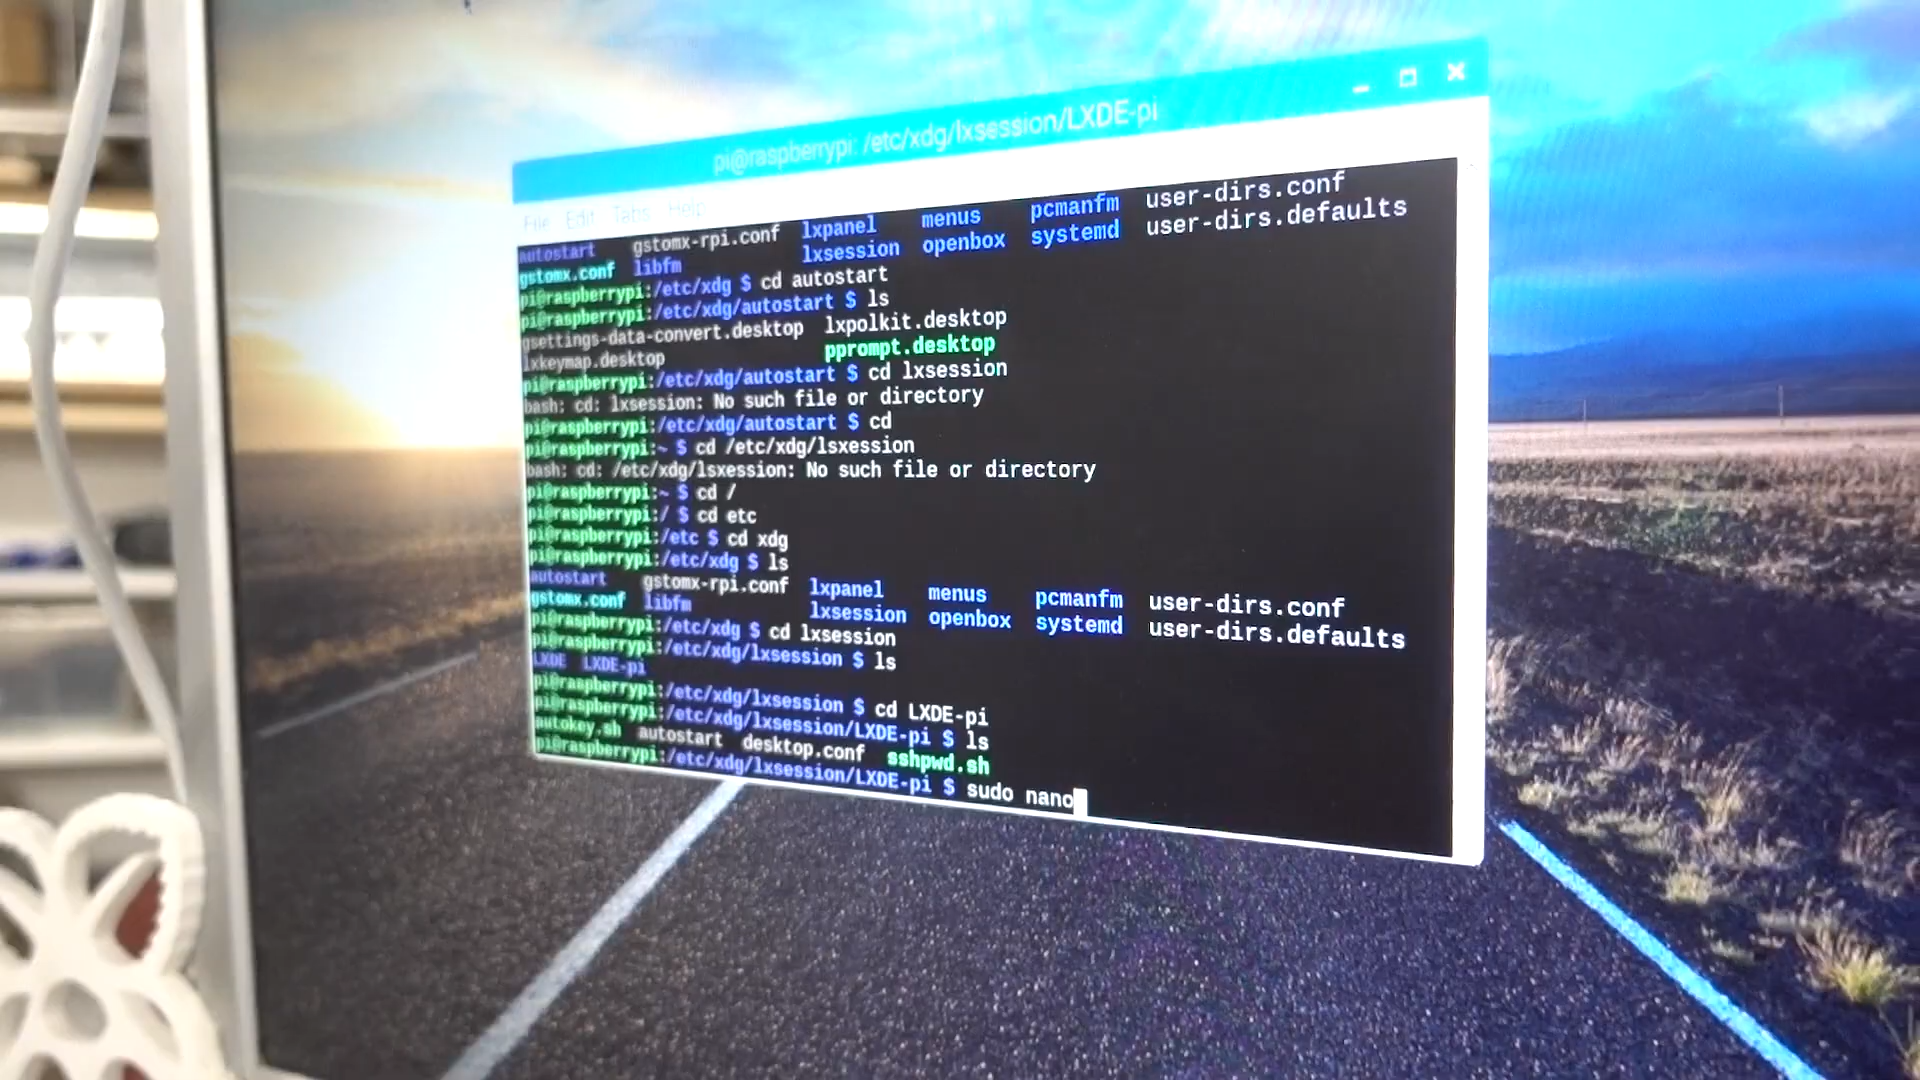 pi@raspberrypi: /etc/xdg/lxsession/LXDE-pi
File Edit Tabs Help
autostart gstomx-rpi.conf lxpanel menus pcmanfm user-dirs.conf
gstomx.conf libfm lxsession openbox systemd user-dirs.defaults
pi@raspberrypi:/etc/xdg $ cd autostart
pi@raspberrypi:/etc/xdg/autostart $ ls
gsettings-data-convert.desktop lxpolkit.desktop
lxkeymap.desktop pprompt.desktop
pi@raspberrypi:/etc/xdg/autostart $ cd lxsession
bash: cd: lxsession: No such file or directory
pi@raspberrypi:/etc/xdg/autostart $ cd
pi@raspberrypi:~ $ cd /etc/xdg/lsxession
bash: cd: /etc/xdg/lsxession: No such file or directory
pi@raspberrypi:~ $ cd /
pi@raspberrypi:/ $ cd etc
pi@raspberrypi:/etc $ cd xdg
pi@raspberrypi:/etc/xdg $ ls
autostart gstomx-rpi.conf lxpanel menus pcmanfm user-dirs.conf
gstomx.conf libfm lxsession openbox systemd user-dirs.defaults
pi@raspberrypi:/etc/xdg $ cd lxsession
pi@raspberrypi:/etc/xdg/lxsession $ ls
LXDE LXDE-pi
pi@raspberrypi:/etc/xdg/lxsession $ cd LXDE-pi
pi@raspberrypi:/etc/xdg/lxsession/LXDE-pi $ ls
autokey.sh autostart desktop.conf sshpwd.sh
pi@raspberrypi:/etc/xdg/lxsession/LXDE-pi $ sudo nano